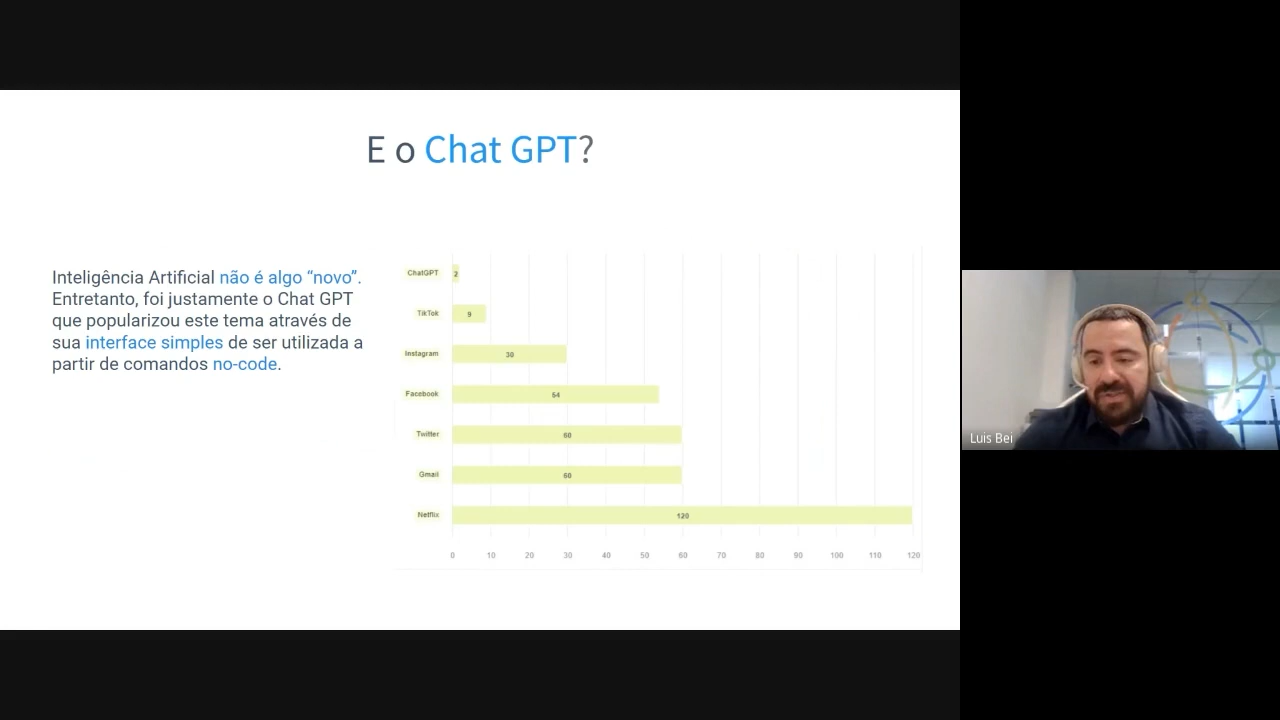 E o Chat GPT?
Inteligência Artificial não é algo “novo”.
Entretanto, foi justamente o Chat GPT
que popularizou este tema através de
sua interface simples de ser utilizada a
partir de comandos no-code.
ChatGPT 2
TikTok 9
Instagram 30
Facebook 54
Twitter 60
Gmail 60
Netflix 120
0 10 20 30 40 50 60 70 80 90 100 110 120
Luis Bei